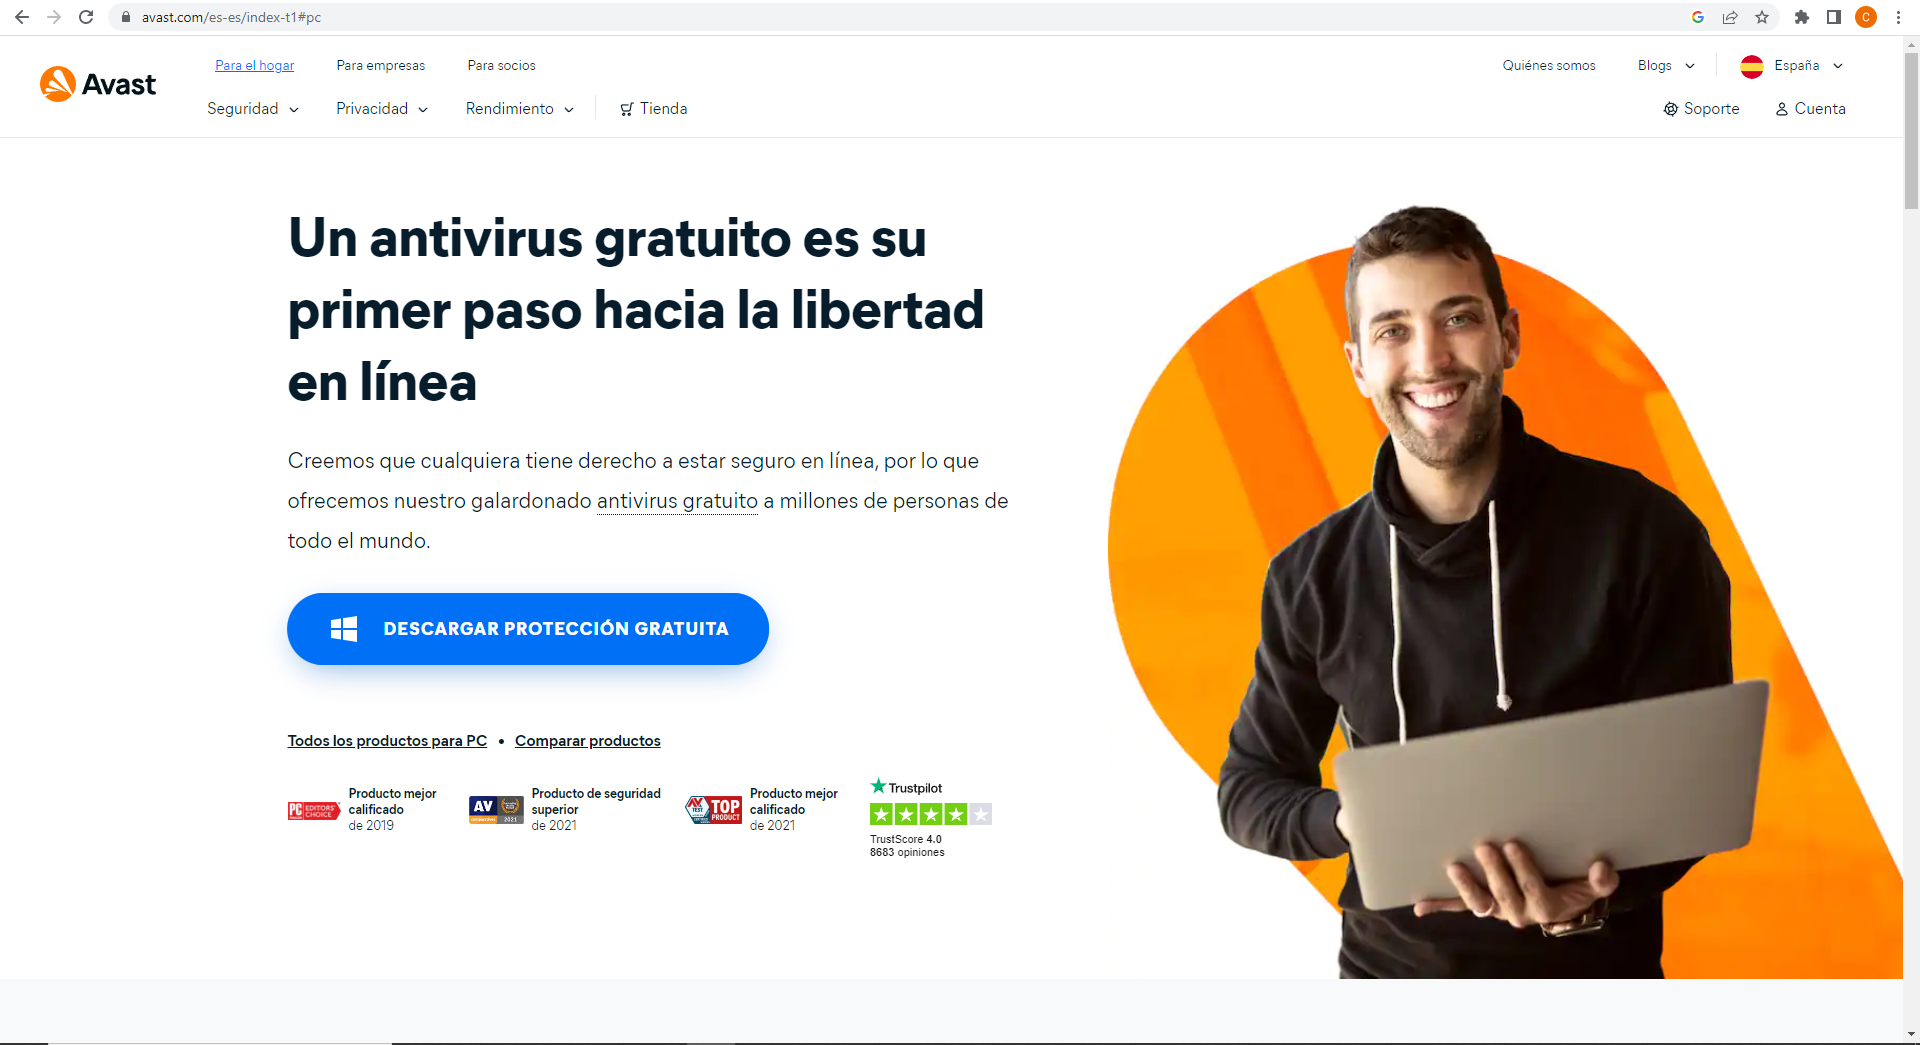 avast.com/es-es/index-t1#pc
C
Para el hogar
Para empresas
Para socios
Quiénes somos
Blogs
España
Avast
Seguridad
Privacidad
Rendimiento
Tienda
Soporte
Cuenta
Un antivirus gratuito es su
primer paso hacia la libertad
en línea
Creemos que cualquiera tiene derecho a estar seguro en línea, por lo que
ofrecemos nuestro galardonado antivirus gratuito a millones de personas de
todo el mundo.
DESCARGAR PROTECCIÓN GRATUITA
Todos los productos para PC • Comparar productos
PC
EDITORS'
CHOICE
Producto mejor
calificado
de 2019
AV
2021
Producto de seguridad
superior
de 2021
AV
TEST
TOP
PRODUCT
Producto mejor
calificado
de 2021
Trustpilot
TrustScore 4.0
8683 opiniones